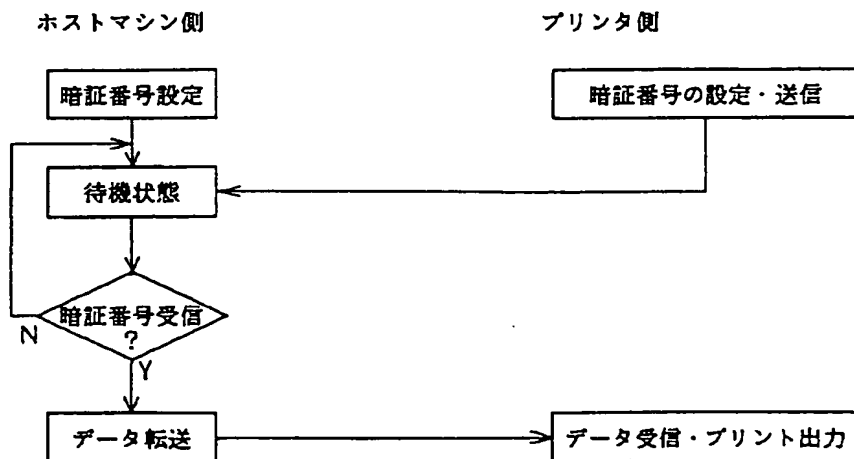 ホストマシン側
プリンタ側
暗証番号設定
暗証番号の設定・送信
待機状態
暗証番号受信
?
N
Y
データ転送
データ受信・プリント出力